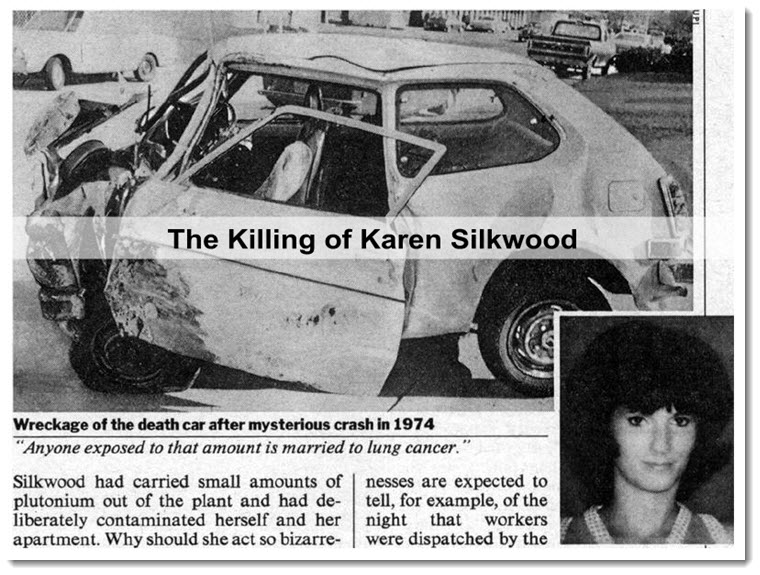 UPI
The Killing of Karen Silkwood
Wreckage of the death car after mysterious crash in 1974
"Anyone exposed to that amount is married to lung cancer."
Silkwood had carried small amounts of
plutonium out of the plant and had de-
liberately contaminated herself and her
apartment. Why should she act so bizarre-
nesses are expected to
tell, for example, of the
night that workers
were dispatched by the